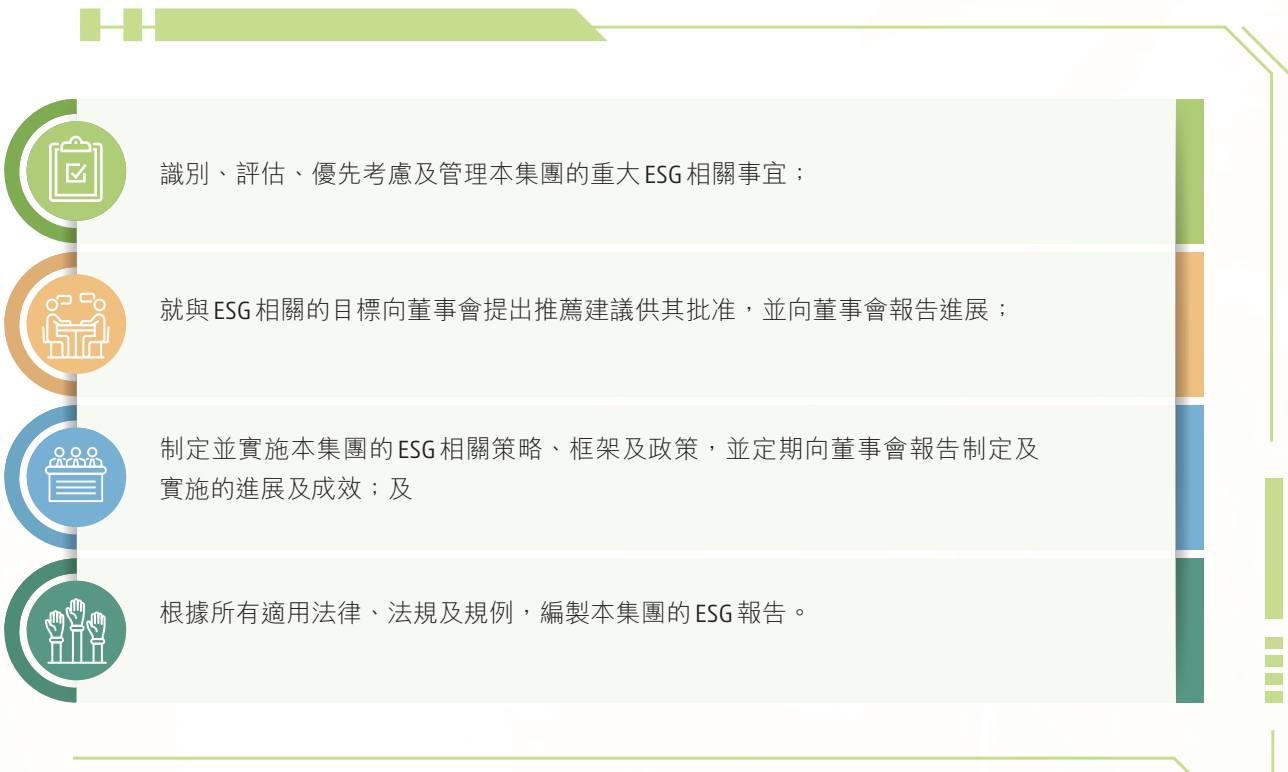 識別、評估、優先考慮及管理本集團的重大ESG相關事宜；
就與ESG相關的目標向董事會提出推薦建議供其批准，並向董事會報告進展；
制定並實施本集團的ESG相關策略、框架及政策，並定期向董事會報告制定及
實施的進展及成效；及
根據所有適用法律、法規及規例，編製本集團的ESG報告。